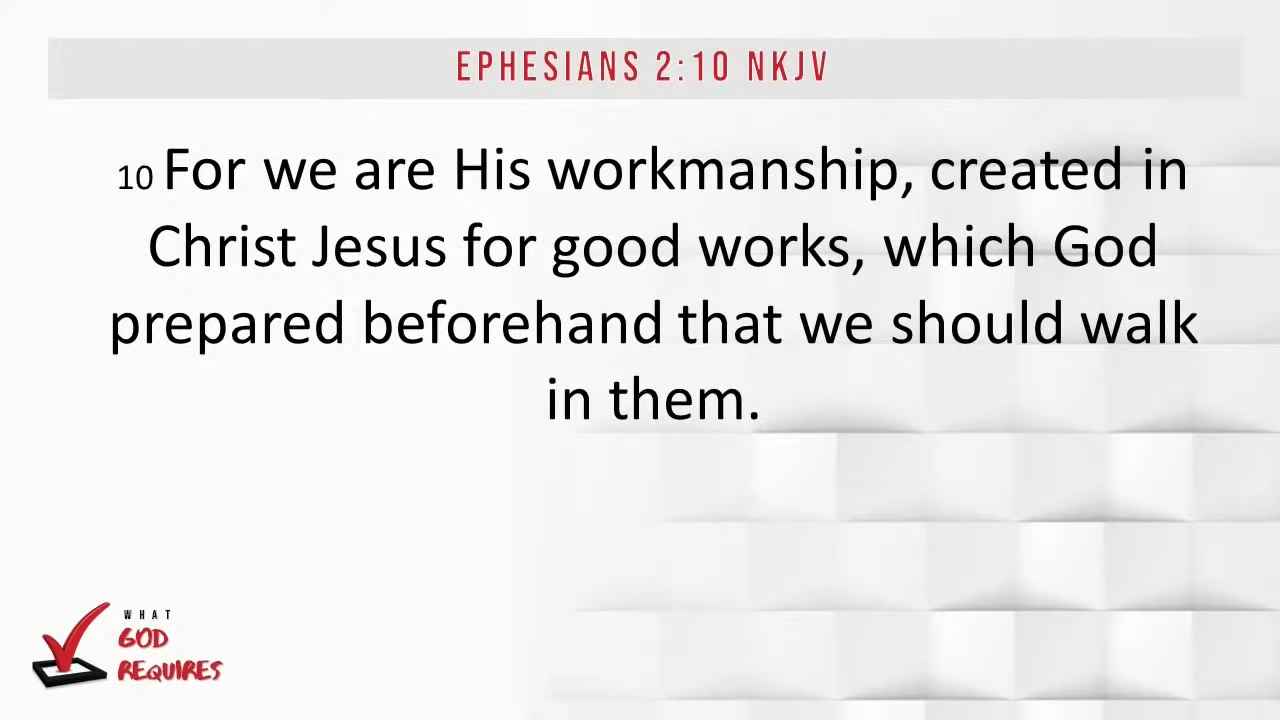 EPHESIANS 2:10 NKJV
10 For we are His workmanship, created in
Christ Jesus for good works, which God
prepared beforehand that we should walk
in them.
WHAT
GOD
REQUIRES